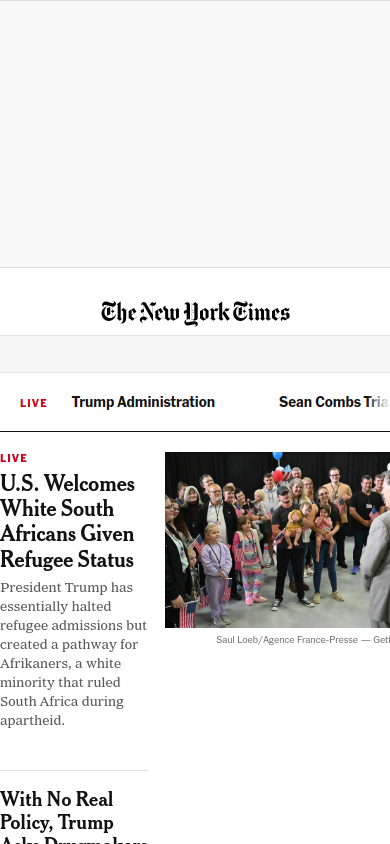 The New York Times
LIVE
Trump Administration
Sean Combs Tria
LIVE
U.S. Welcomes
White South
Africans Given
Refugee Status
President Trump has
essentially halted
refugee admissions but
created a pathway for
Afrikaners, a white
minority that ruled
South Africa during
apartheid.
Saul Loeb/Agence France-Presse — Gett
With No Real
Policy, Trump
Asks Drugmakers